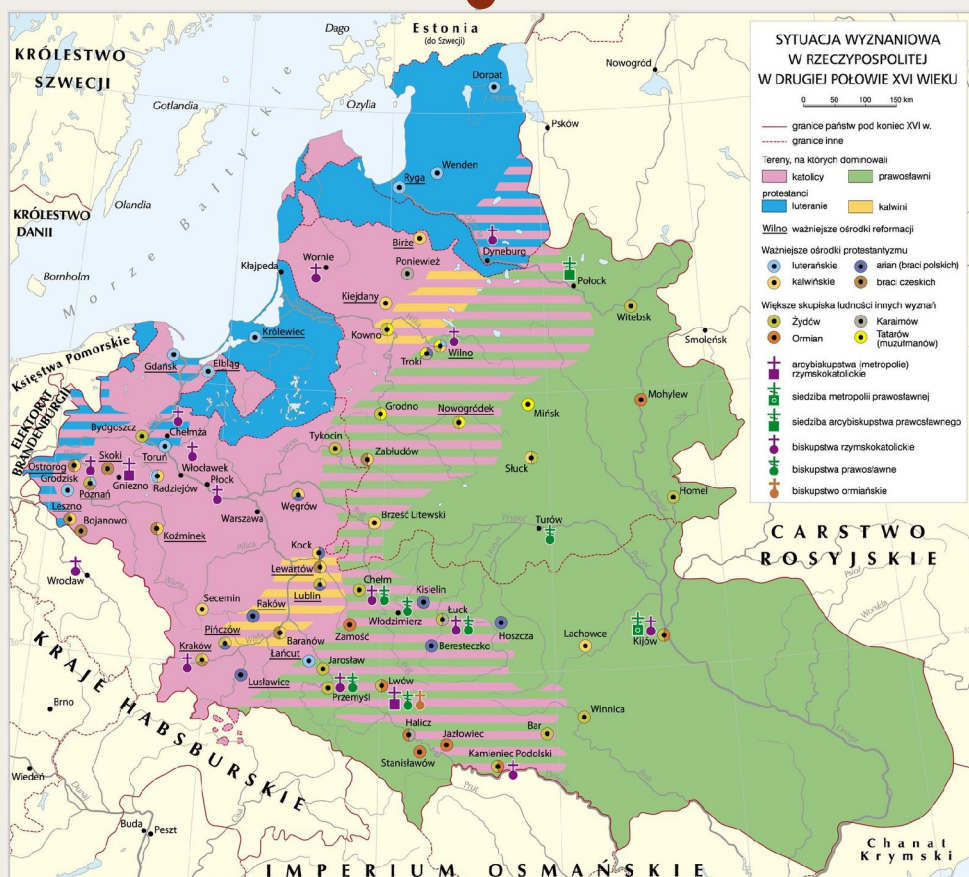 SYTUACJA WYZNANIOWA
W RZECZYPOSPOLITEJ
W DRUGIEJ POŁOWIE XVI WIEKU
0 50 100 150 km
granice państw pod koniec XVI w.
granice inne
Tereny, na których dominowali
katolicy
prawosławni
protestanci
luteranie
kalwini
Wilno ważniejsze ośrodki reformacji
Ważniejsze ośrodki protestantyzmu
luterańskie
arian (braci polskich)
kalwińskie
braci czeskich
Większe skupiska ludności innych wyznań
Żydów
Karaimów
Ormian
Tatarów
(muzułmanów)
arcybiskupstwa (metropolie)
rzymskokatolickie
siedziba metropolii prawosławnej
siedziba arcybiskupstwa prawosławnego
biskupstwa rzymskokatolickie
biskupstwa prawosławne
biskupstwo ormiańskie
KRÓLESTWO
SZWECJI
Dago
Estonia
(do Szwecji)
Nowogród
Gotlandia
Ozylia
Dorpat
Psków
Morze Bałtyckie
Wenden
Ryga
Olandia
KRÓLESTWO
DANII
Birże
Dyneburg
Wornie
Poniewież
Połock
Bornholm
Kłajpeda
Kiejdany
Witebsk
Kowno
Wilia
Smoleńsk
Królewiec
Troki
Wilno
Księstwa Pomorskie
Gdańsk
Elbląg
ELEKTORAT
BRANDENBURGII
Grodno
Nowogródek
Mińsk
Mohylew
Bydgoszcz
Chełmża
Tykocin
Toruń
Zabłudów
Słuck
Ostroróg
Skoki
Włocławek
Grodzisk
Gniezno
Radziejów
Płock
Poznań
Węgrów
Homel
Leszno
Warszawa
Brześć Litewski
Bojanowo
Koźminek
Turów
CARSTWO
ROSYJSKIE
Kock
Wrocław
Lewartów
Chełm
Kisielin
Lublin
Secemin
Raków
Włodzimierz
Łuck
Hoszcza
Pińczów
Zamość
Lachowce
Kijów
Baranów
Beresteczko
Kraków
Łańcut
Jarosław
Lusławice
Przemyśl
Lwów
KRAJE HABSBURSKIE
Brno
Winnica
Halicz
Jazłowiec
Bar
Stanisławów
Kamieniec Podolski
Wiedeń
Dunaj
Prut
Buda
Peszt
Chanat
Krymski
IMPERIUM OSMAŃSKIE